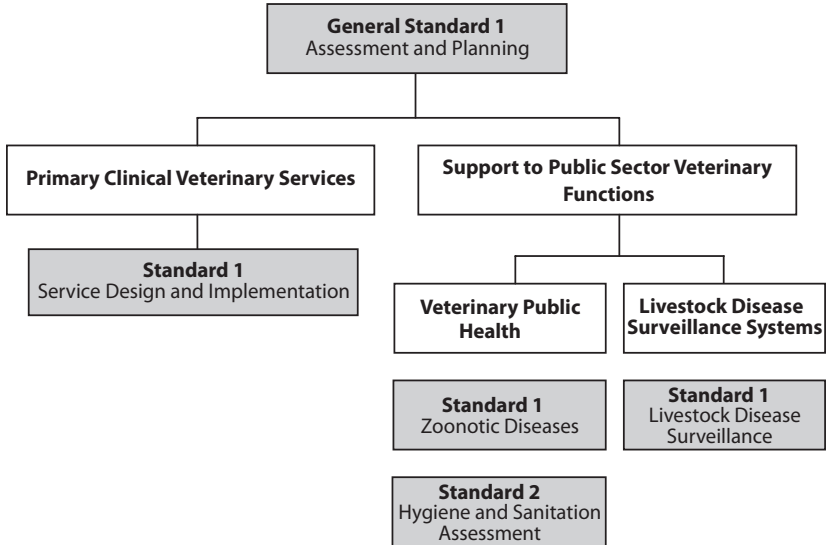 General Standard 1
Assessment and Planning
Primary Clinical Veterinary Services
Support to Public Sector Veterinary
Functions
Standard 1
Service Design and Implementation
Veterinary Public
Health
Livestock Disease
Surveillance Systems
Standard 1
Zoonotic Diseases
Standard 1
Livestock Disease
Surveillance
Standard 2
Hygiene and Sanitation
Assessment